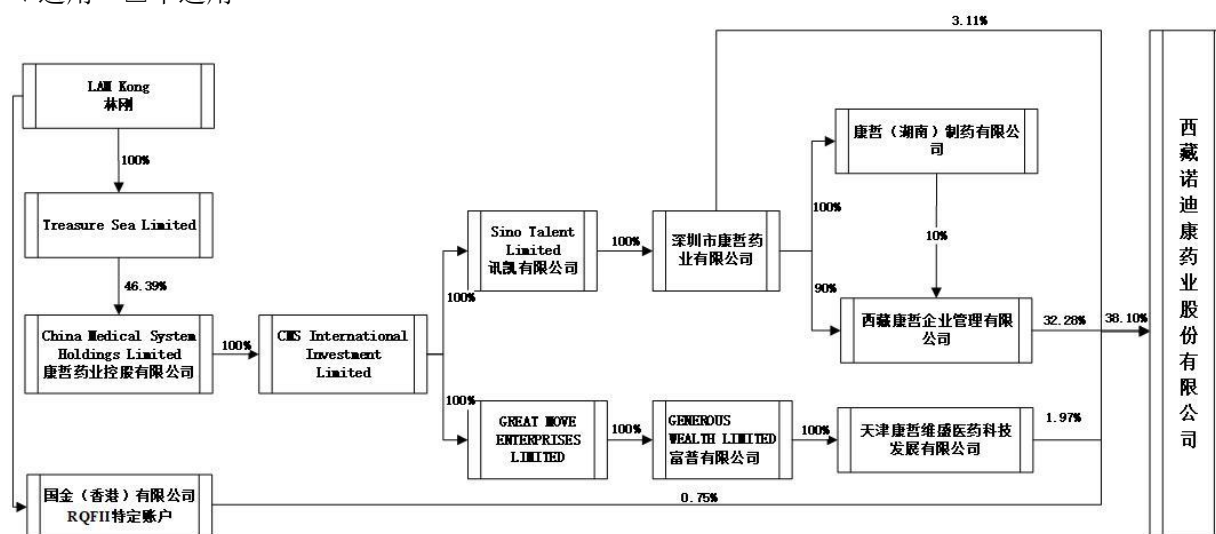 3.11%
LAM Kong
林刚
100%
Treasure Sea Limited
46.39%
China Medical System
Holdings Limited
康哲药业控股有限公司
100%
CMS International
Investment
Limited
100%
Sino Talent
Limited
讯凯有限公司
100%
深圳市康哲药
业有限公司
100%
康哲（湖南）制药有限公
司
10%
90%
西藏康哲企业管理有限公
公司
32.28%
38.10%
100%
GREAT MOVE
ENTERPRISES
LIMITED
100%
GENEROUS
WEALTH LIMITED
富普有限公司
100%
天津康哲维盛医药科技
发展有限公司
1.97%
国金（香港）有限公司
RQFII特定账户
0.75%
西藏诺迪康药业股份有限公司